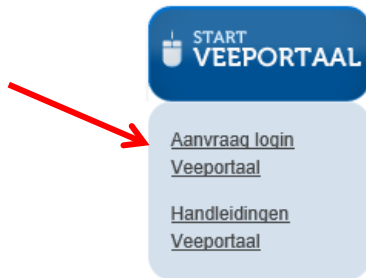 START
VEEPORTAAL
Aanvraag login
Veeportaal
Handleidingen
Veeportaal